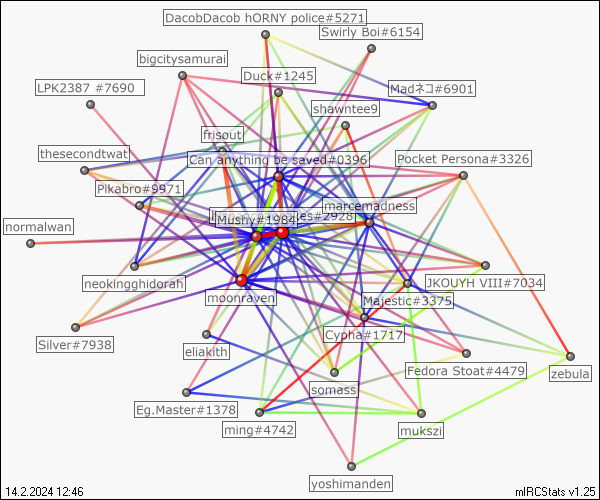 DacobDacob hORNY police#5271
Swirly Boi#6154
bigcitysamurai
Duck#1245
LPK2387 #7690
Madネコ#6901
shawntee9
frisout
thesecondtwat
Can anything be saved#0396
Pocket Persona#3326
Pikabro#9971
marcemadness
Mushy#1984
es#2928
normalwan
neokingghidorah
JKOUYH VIII#7034
moonraven
Majestic#3375
Cypha#1717
Silver#7938
eliakith
Fedora Stoat#4479
zebula
somass
Eg.Master#1378
ming#4742
mukszi
yoshimanden
14.2.2024 12:46
mIRCStats v1.25